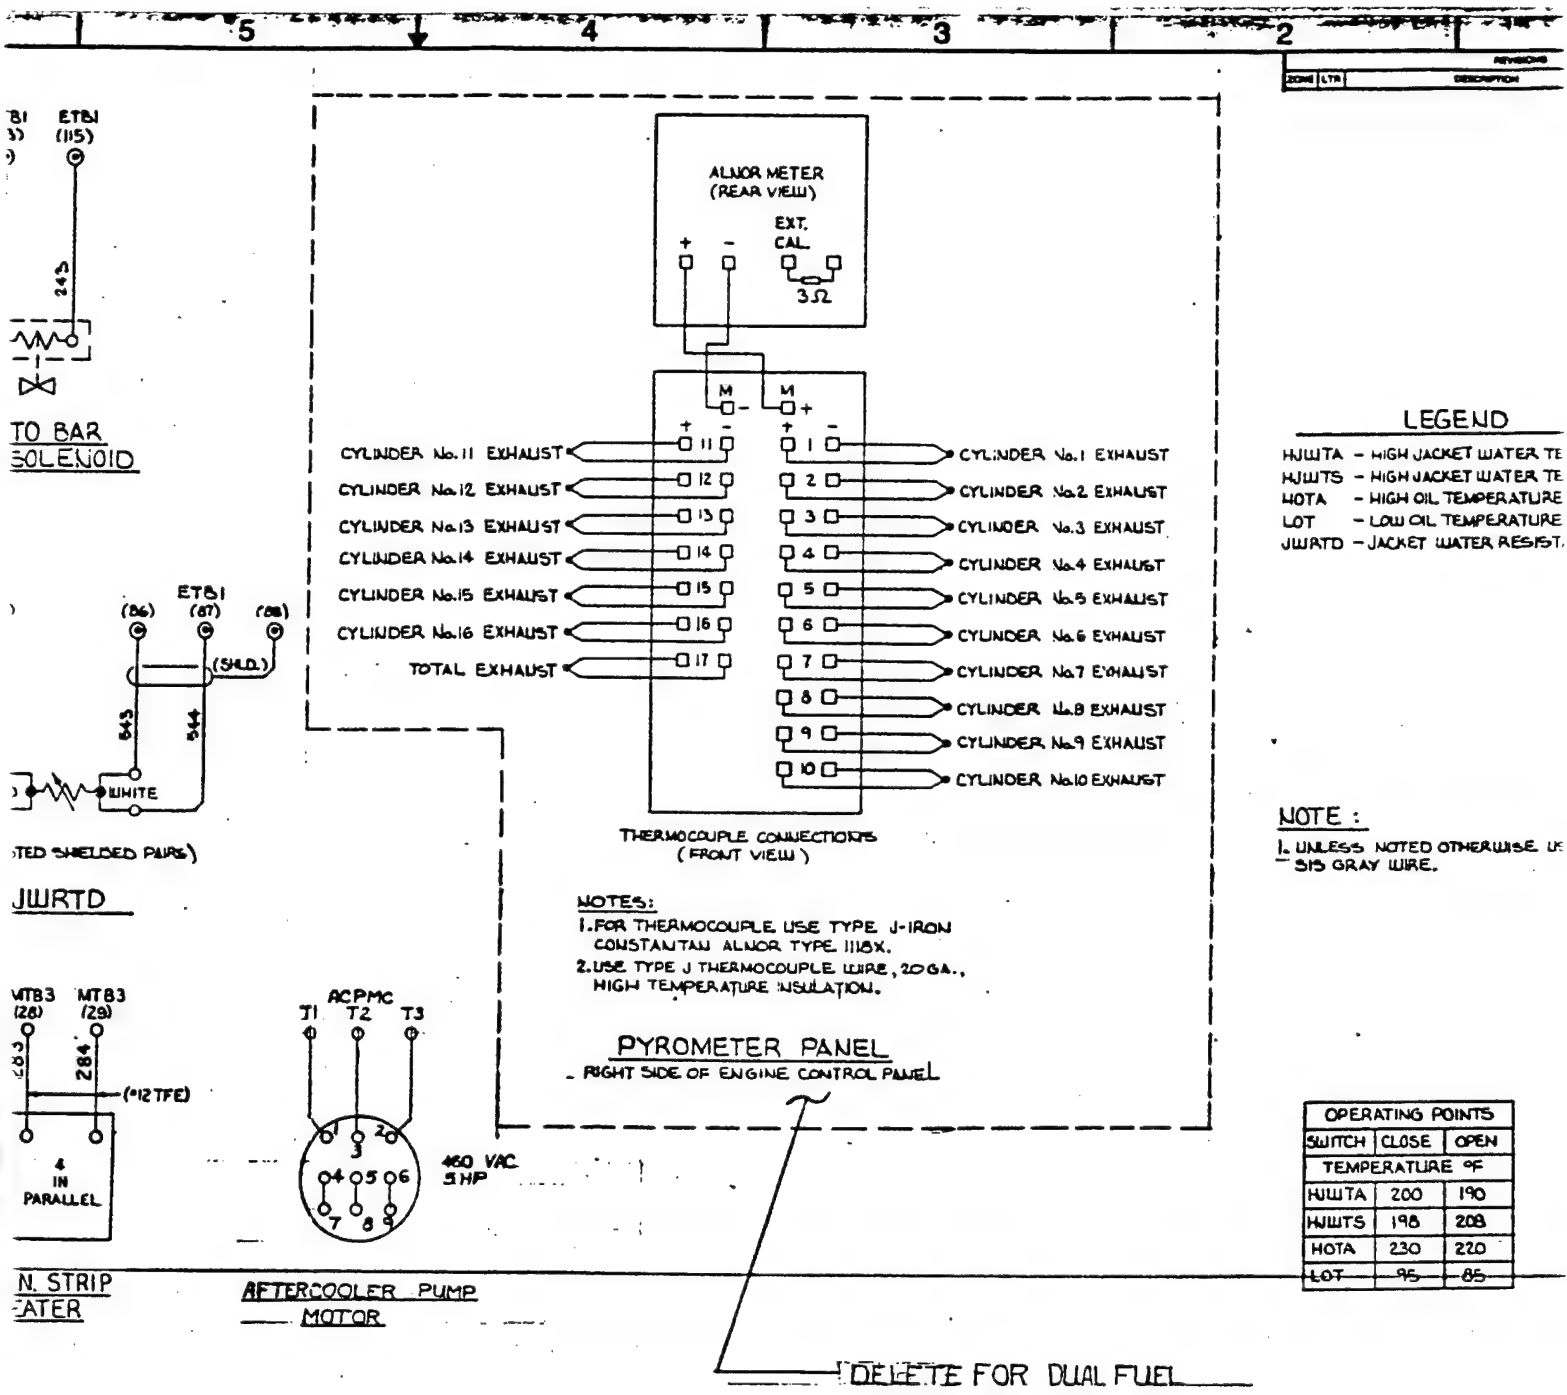 5 4 3 2
REVISIONS
ZONE LTR DESCRIPTION
ETB1
(115)
243
TO BAR
SOLENOID
ALNOR METER
(REAR VIEW)
EXT.
CAL.
+ -
3Ω
M M
- +
+ - + -
11 1
12 2
13 3
14 4
15 5
16 6
17 7
8
9
10
CYLINDER No.11 EXHAUST
CYLINDER No.12 EXHAUST
CYLINDER No.13 EXHAUST
CYLINDER No.14 EXHAUST
CYLINDER No.15 EXHAUST
CYLINDER No.16 EXHAUST
TOTAL EXHAUST
CYLINDER No.1 EXHAUST
CYLINDER No.2 EXHAUST
CYLINDER No.3 EXHAUST
CYLINDER No.4 EXHAUST
CYLINDER No.5 EXHAUST
CYLINDER No.6 EXHAUST
CYLINDER No.7 EXHAUST
CYLINDER No.8 EXHAUST
CYLINDER No.9 EXHAUST
CYLINDER No.10 EXHAUST
THERMOCOUPLE CONNECTIONS
(FRONT VIEW)
NOTES:
1. FOR THERMOCOUPLE USE TYPE J-IRON
CONSTANTAN ALNOR TYPE 1118X.
2. USE TYPE J THERMOCOUPLE WIRE, 20 GA.,
HIGH TEMPERATURE INSULATION.
PYROMETER PANEL
RIGHT SIDE OF ENGINE CONTROL PANEL
LEGEND
HJWTA - HIGH JACKET WATER TE
HJWTS - HIGH JACKET WATER TE
HOTA - HIGH OIL TEMPERATURE
LOT - LOW OIL TEMPERATURE
JWRTD - JACKET WATER RESIST.
NOTE :
1. UNLESS NOTED OTHERWISE US
SIS GRAY WIRE.
ETB1
(86) (87) (88)
(SHLD.)
543 544
WHITE
TED SHIELDED PAIRS)
JWRTD
MTB3 MTB3
(28) (29)
283 284
(#12 TFE)
4
IN
PARALLEL
N. STRIP
EATER
ACPMC
T1 T2 T3
1 3 2
4 5 6
7 8 9
460 VAC
5 HP
AFTERCOOLER PUMP
MOTOR
OPERATING POINTS
SWITCH CLOSE OPEN
TEMPERATURE °F
HJWTA 200 190
HJWTS 198 208
HOTA 230 220
LOT 95 85
DELETE FOR DUAL FUEL